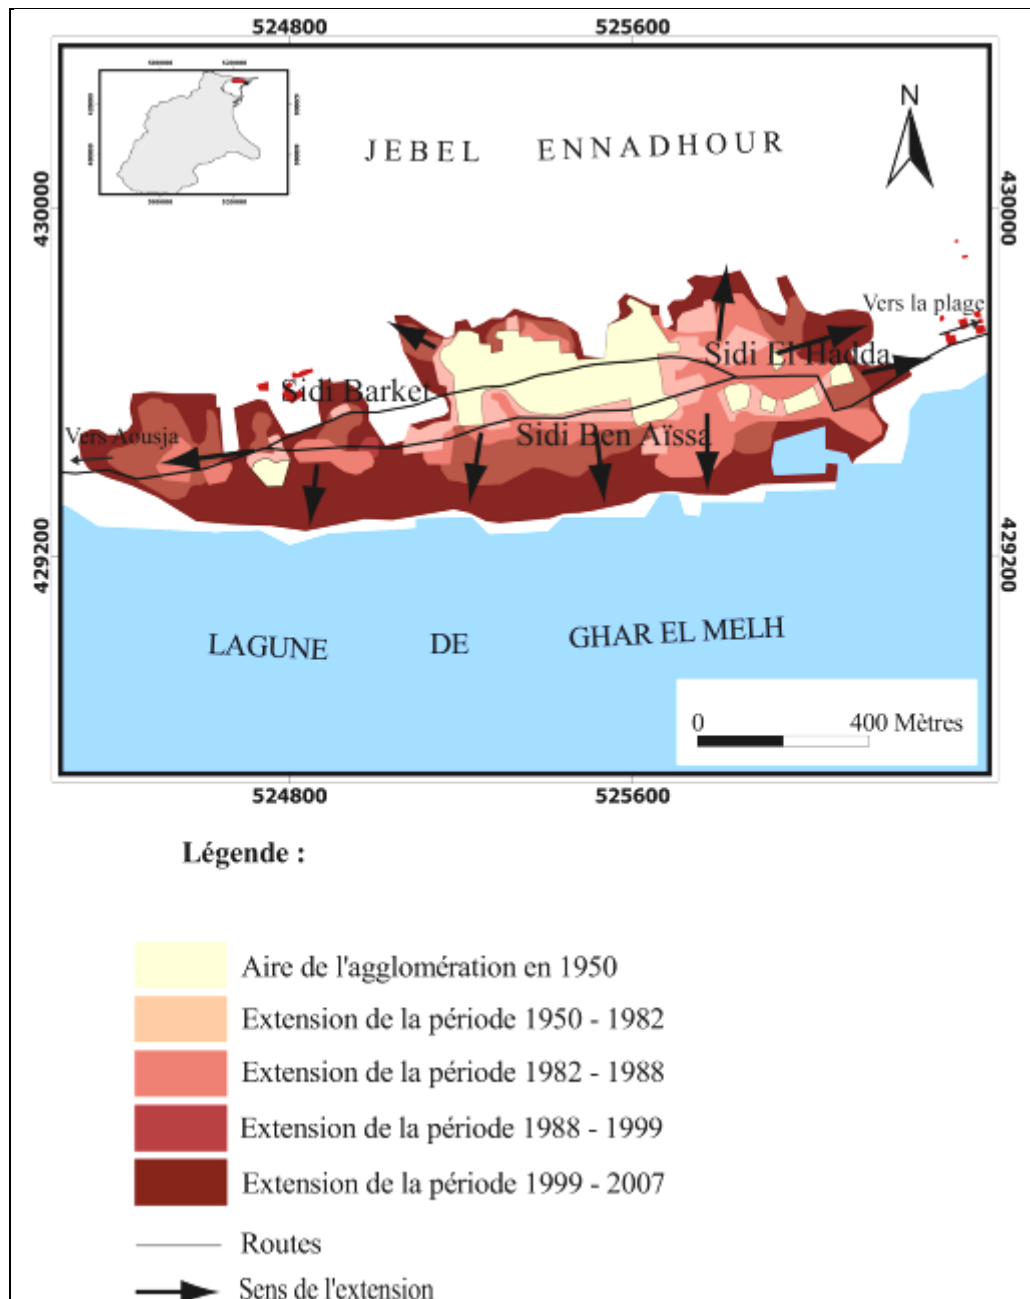 524800 525600
JEBEL ENNADHOUR
N
430000 430000
Vers la plage
Sidi El Hadda
Sidi Barket
Sidi Ben Aïssa
Vers Aousja
429200 429200
LAGUNE DE GHAR EL MELH
0 400 Mètres
524800 525600
Légende :
Aire de l'agglomération en 1950
Extension de la période 1950 - 1982
Extension de la période 1982 - 1988
Extension de la période 1988 - 1999
Extension de la période 1999 - 2007
Routes
Sens de l'extension